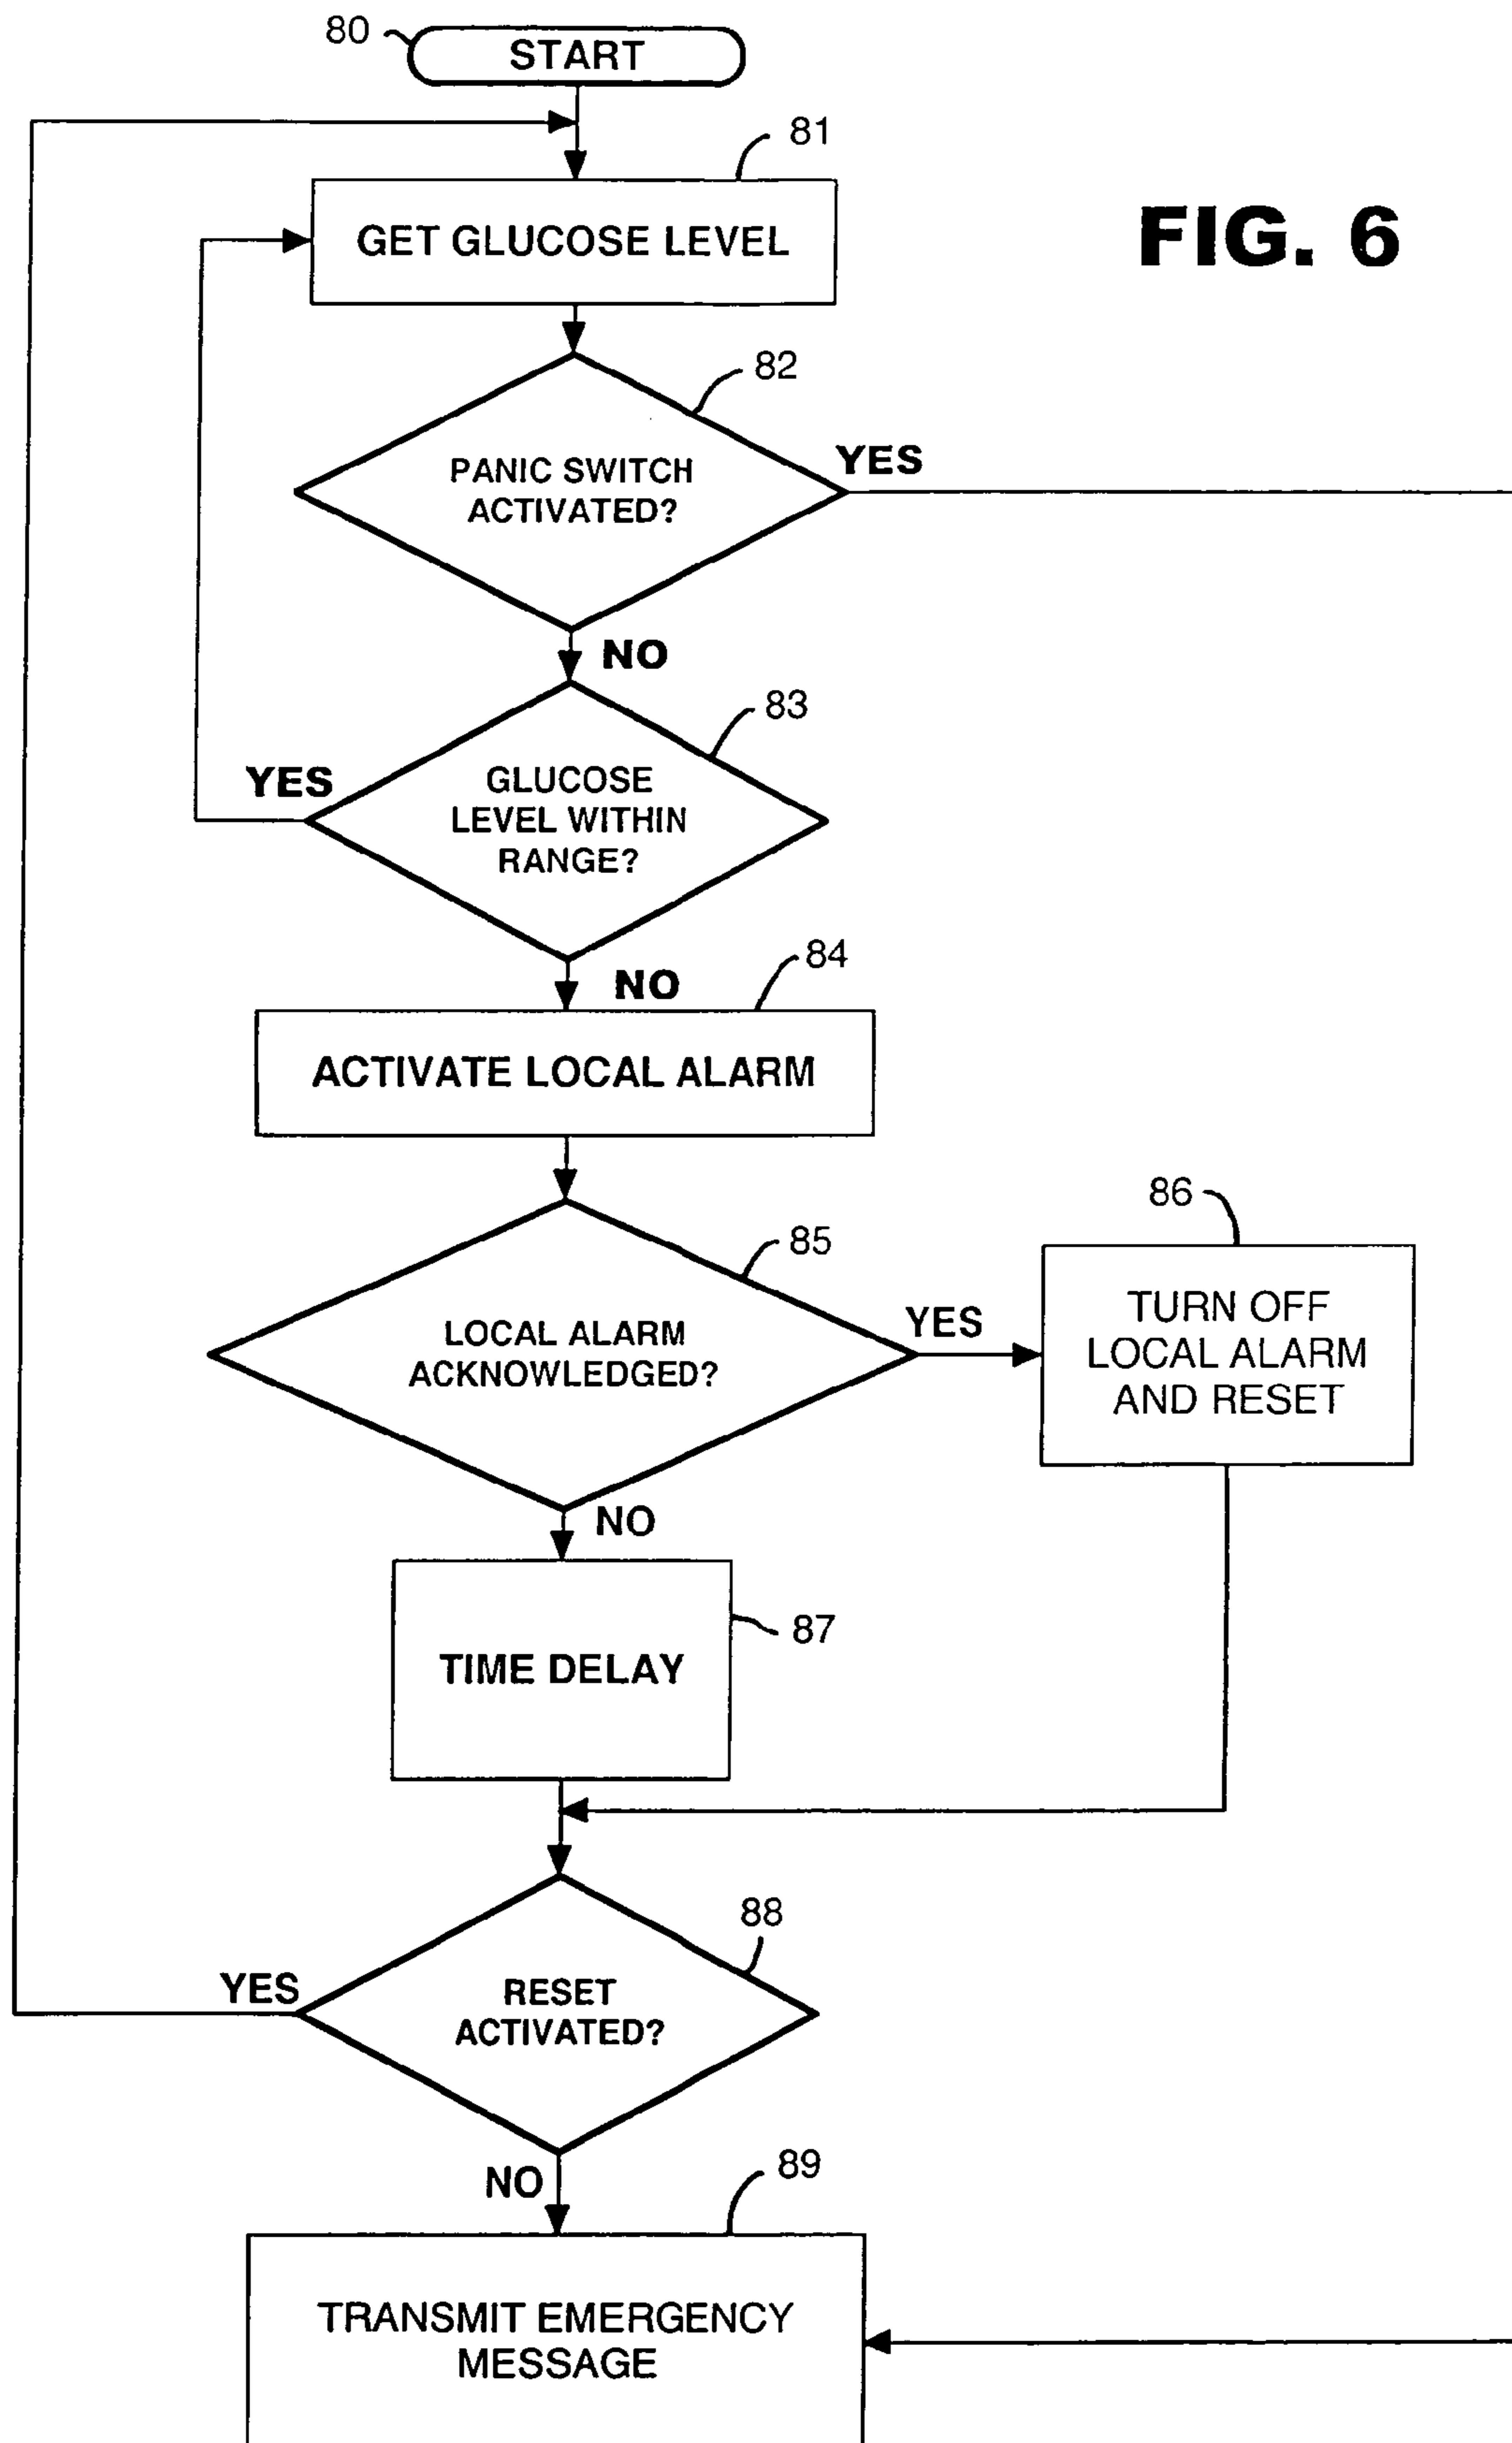 80
START
81
FIG. 6
GET GLUCOSE LEVEL
82
PANIC SWITCH
ACTIVATED?
YES
NO
83
GLUCOSE
LEVEL WITHIN
RANGE?
YES
NO
84
ACTIVATE LOCAL ALARM
85
LOCAL ALARM
ACKNOWLEDGED?
YES
86
TURN OFF
LOCAL ALARM
AND RESET
NO
87
TIME DELAY
88
RESET
ACTIVATED?
YES
NO
89
TRANSMIT EMERGENCY
MESSAGE